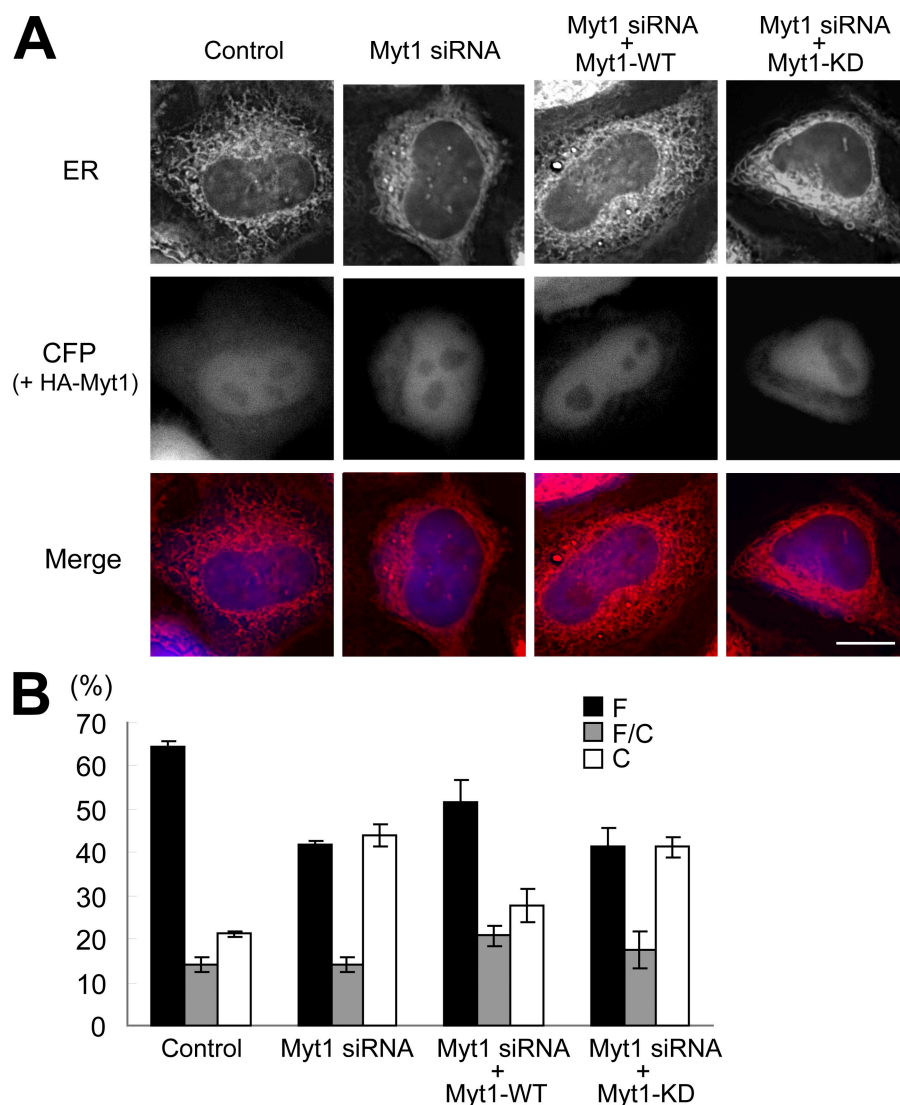 A
Control
Myt1 siRNA
Myt1 siRNA
+
Myt1-WT
Myt1 siRNA
+
Myt1-KD
ER
CFP
(+ HA-Myt1)
Merge
B
(%)
70
60
50
40
30
20
10
0
F
F/C
C
Control
Myt1 siRNA
Myt1 siRNA
+
Myt1-WT
Myt1 siRNA
+
Myt1-KD